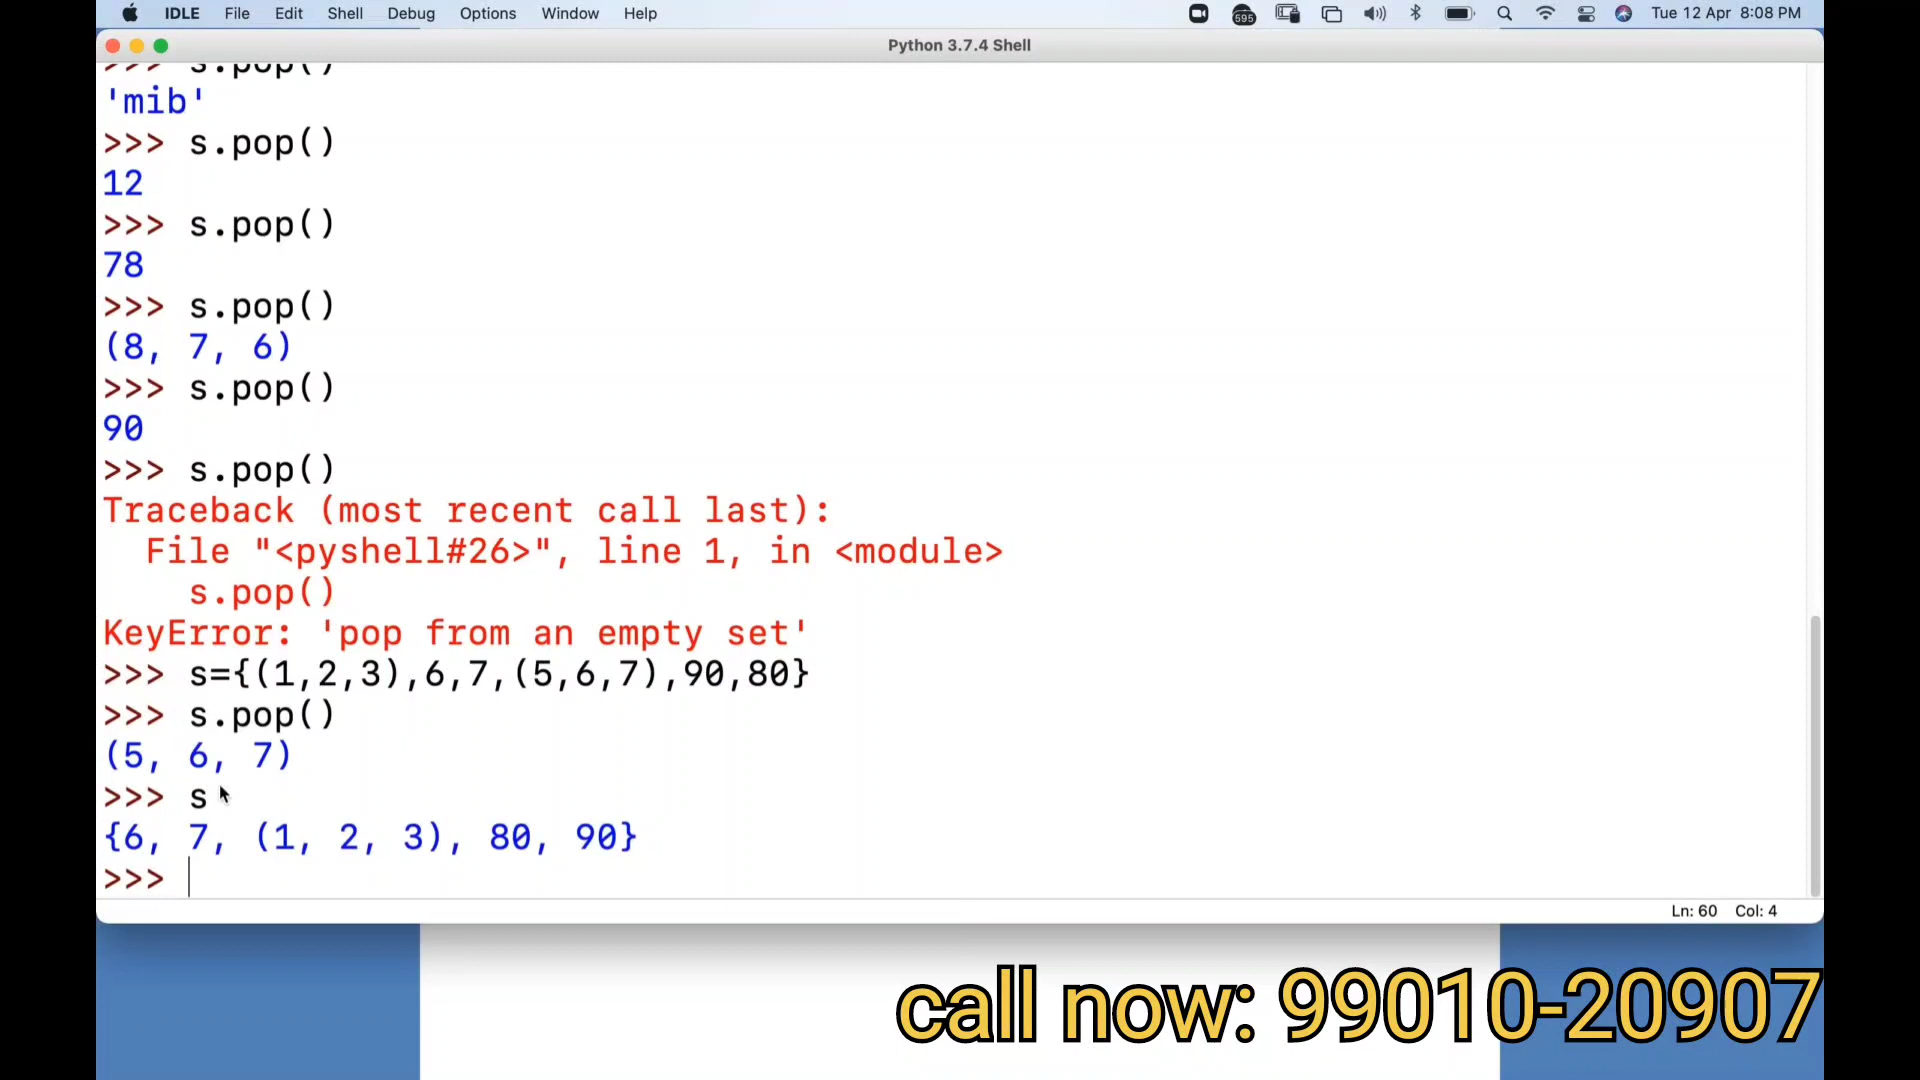 IDLE File Edit Shell Debug Options Window Help 595 Tue 12 Apr 8:08 PM
Python 3.7.4 Shell
>>> s.pop()
'mib'
>>> s.pop()
12
>>> s.pop()
78
>>> s.pop()
(8, 7, 6)
>>> s.pop()
90
>>> s.pop()
Traceback (most recent call last):
  File "<pyshell#26>", line 1, in <module>
    s.pop()
KeyError: 'pop from an empty set'
>>> s={(1,2,3),6,7,(5,6,7),90,80}
>>> s.pop()
(5, 6, 7)
>>> s
{6, 7, (1, 2, 3), 80, 90}
>>>
Ln: 60 Col: 4
call now: 99010-20907